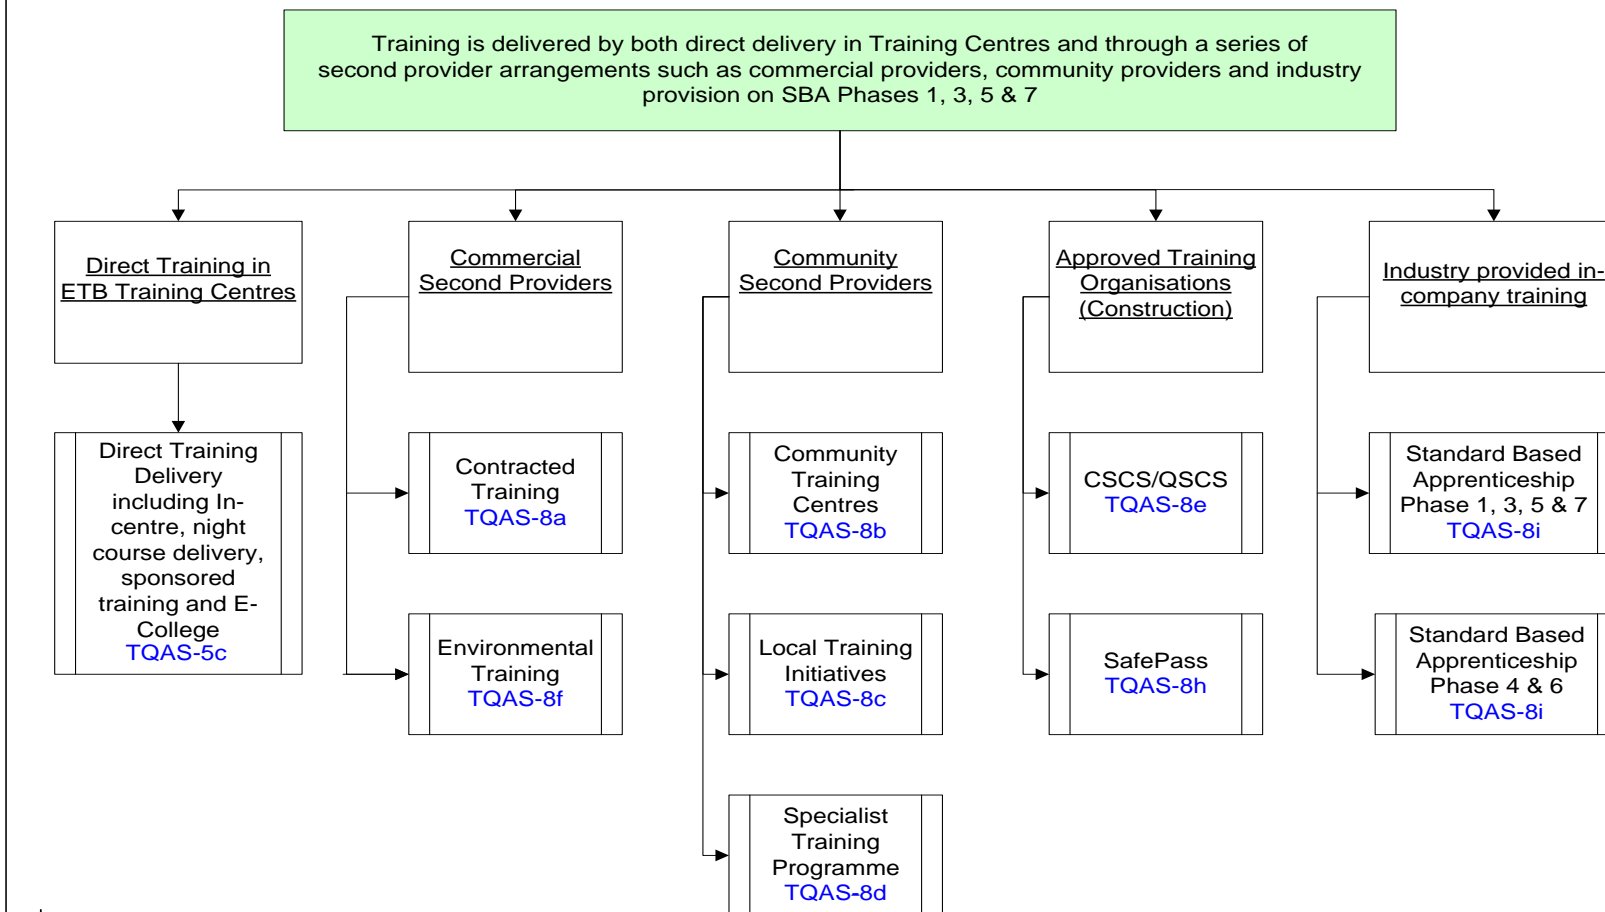 Training is delivered by both direct delivery in Training Centres and through a series of
second provider arrangements such as commercial providers, community providers and industry
provision on SBA Phases 1, 3, 5 & 7
Direct Training in
ETB Training Centres
Commercial
Second Providers
Community
Second Providers
Approved Training
Organisations
(Construction)
Industry provided in-
company training
Direct Training
Delivery
including In-
centre, night
course delivery,
sponsored
training and E-
College
TQAS-5c
Contracted
Training
TQAS-8a
Community
Training
Centres
TQAS-8b
CSCS/QSCS
TQAS-8e
Standard Based
Apprenticeship
Phase 1, 3, 5 & 7
TQAS-8i
Environmental
Training
TQAS-8f
Local Training
Initiatives
TQAS-8c
SafePass
TQAS-8h
Standard Based
Apprenticeship
Phase 4 & 6
TQAS-8i
Specialist
Training
Programme
TQAS-8d